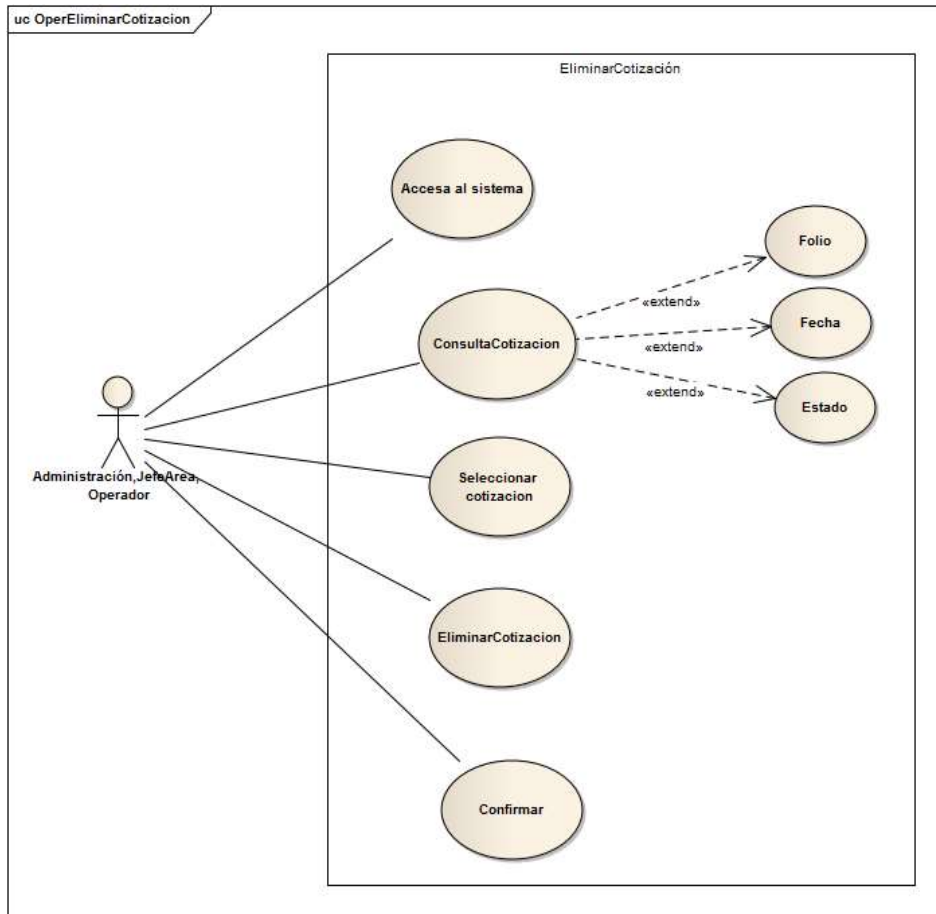 uc OperEliminarCotizacion
EliminarCotización
Accesa al sistema
Folio
«extend»
ConsultaCotizacion
Fecha
«extend»
«extend»
Estado
Administración,JefeArea,
Operador
Seleccionar
cotizacion
EliminarCotizacion
Confirmar